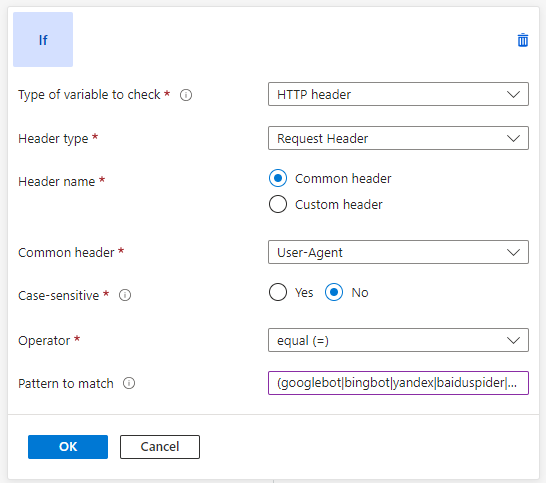 If
Type of variable to check *
HTTP header
Header type *
Request Header
Header name *
Common header
Custom header
Common header *
User-Agent
Case-sensitive *
Yes
No
Operator *
equal (=)
Pattern to match
(googlebot|bingbot|yandex|baiduspider|...
OK
Cancel